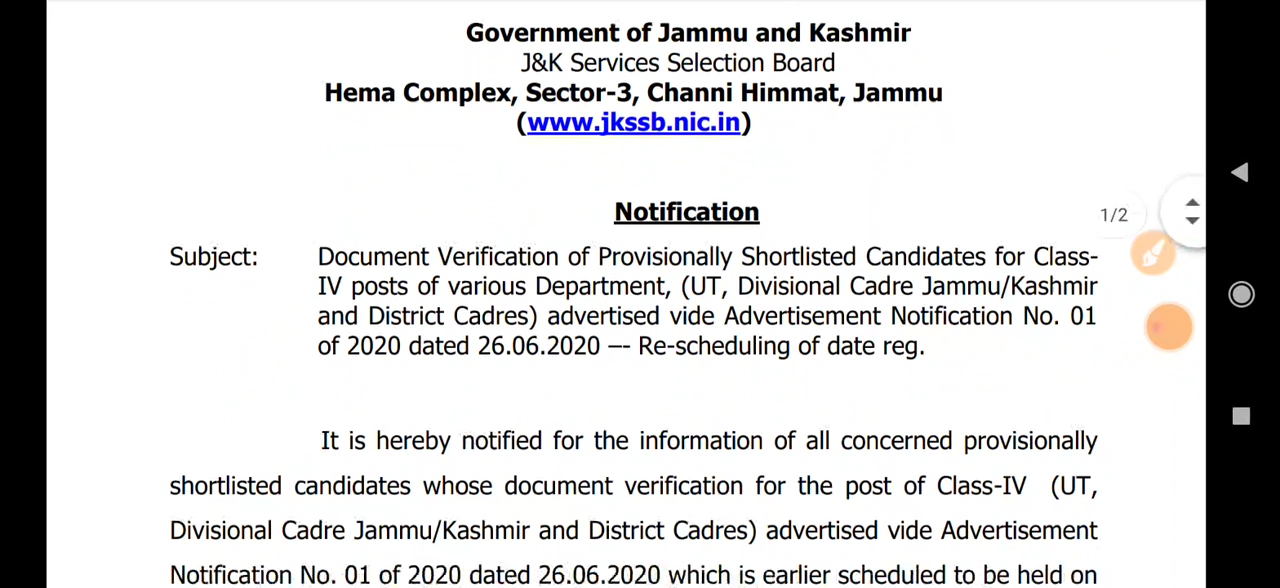 Government of Jammu and Kashmir
J&K Services Selection Board
Hema Complex, Sector-3, Channi Himmat, Jammu
(www.jkssb.nic.in)
Notification
1/2
Subject: Document Verification of Provisionally Shortlisted Candidates for Class-
IV posts of various Department, (UT, Divisional Cadre Jammu/Kashmir
and District Cadres) advertised vide Advertisement Notification No. 01
of 2020 dated 26.06.2020 –- Re-scheduling of date reg.
It is hereby notified for the information of all concerned provisionally
shortlisted candidates whose document verification for the post of Class-IV (UT,
Divisional Cadre Jammu/Kashmir and District Cadres) advertised vide Advertisement
Notification No. 01 of 2020 dated 26.06.2020 which is earlier scheduled to be held on